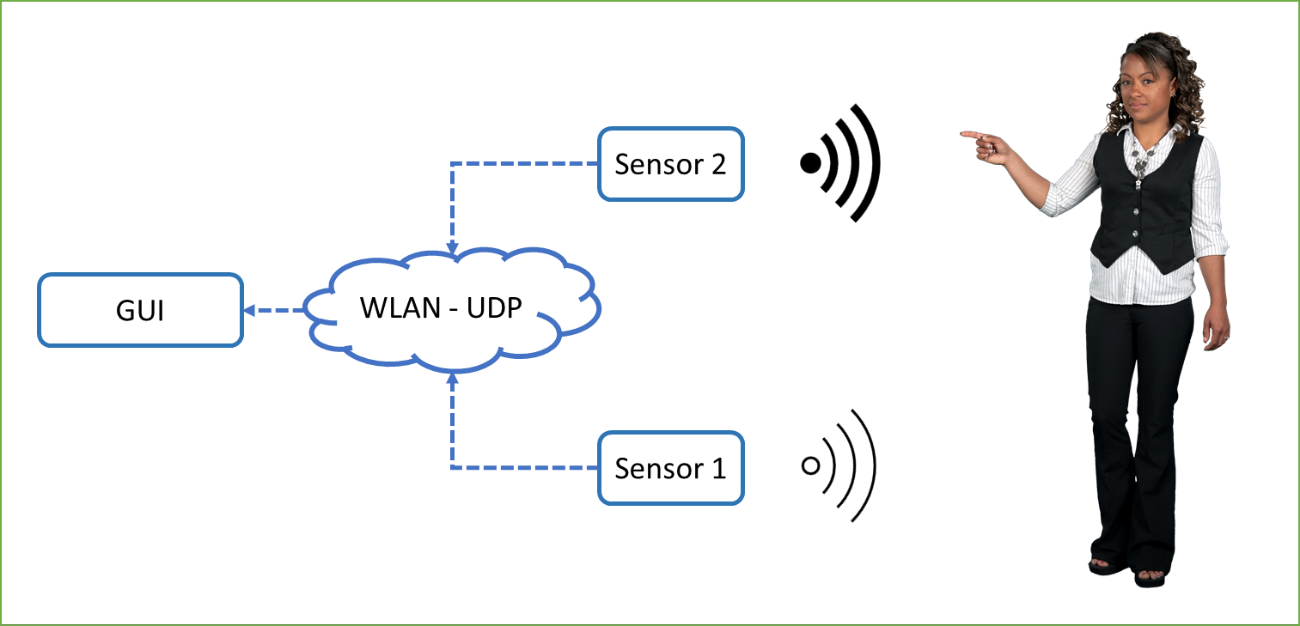 Sensor 2
GUI
WLAN - UDP
Sensor 1